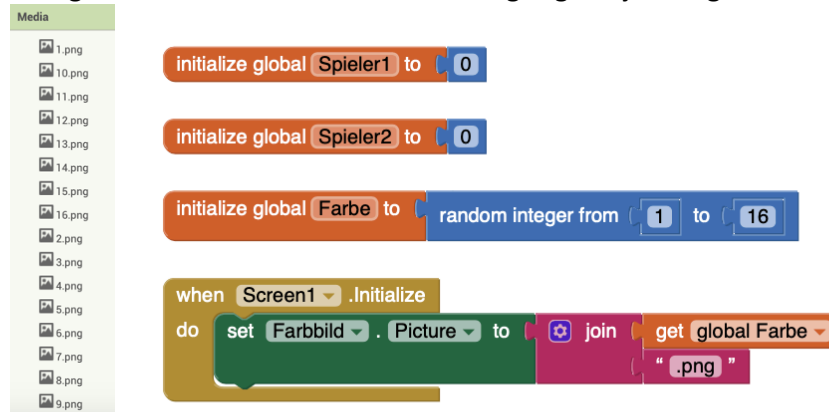 Media
1.png
10.png
11.png
12.png
13.png
14.png
15.png
16.png
2.png
3.png
4.png
5.png
6.png
7.png
8.png
9.png
initialize global Spieler1 to 0
initialize global Spieler2 to 0
initialize global Farbe to random integer from 1 to 16
when Screen1 .Initialize
do set Farbbild . Picture to join get global Farbe
" .png "